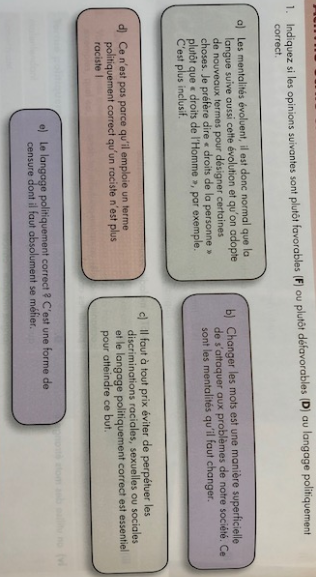 1. Indiquez si les opinions suivantes sont plutôt favorables (F) ou plutôt défavorables (D) au langage politiquement
correct.
a) Les mentalités évoluent, il est donc normal que la
langue suive aussi cette évolution et qu'on adopte
de nouveaux termes pour désigner certaines
choses. Je préfère dire « droits de la personne »
plutôt que « droits de l'Homme », par exemple.
C'est plus inclusif.
b) Changer les mots est une manière superficielle
de s'attaquer aux problèmes de notre société. Ce
sont les mentalités qu'il faut changer.
c) Il faut à tout prix éviter de perpétuer les
discriminations raciales, sexuelles ou sociales
et le langage politiquement correct est essentiel
pour atteindre ce but.
d) Ce n'est pas parce qu'il emploie un terme
politiquement correct qu'un raciste n'est plus
raciste !
e) Le langage politiquement correct ? C'est une forme de
censure dont il faut absolument se méfier.